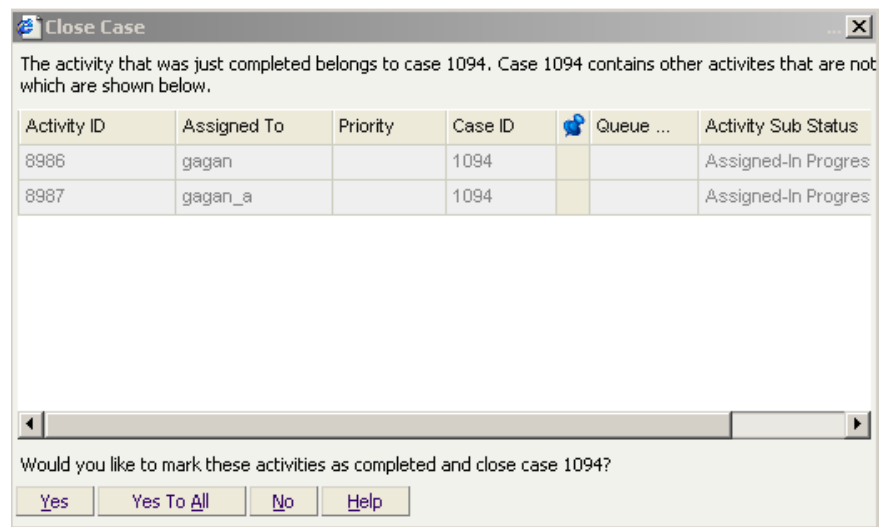 Close Case
The activity that was just completed belongs to case 1094. Case 1094 contains other activites that are not
which are shown below.
Activity ID Assigned To Priority Case ID Queue ... Activity Sub Status
8986 gagan 1094 Assigned-In Progres
8987 gagan_a 1094 Assigned-In Progres
Would you like to mark these activities as completed and close case 1094?
Yes Yes To All No Help